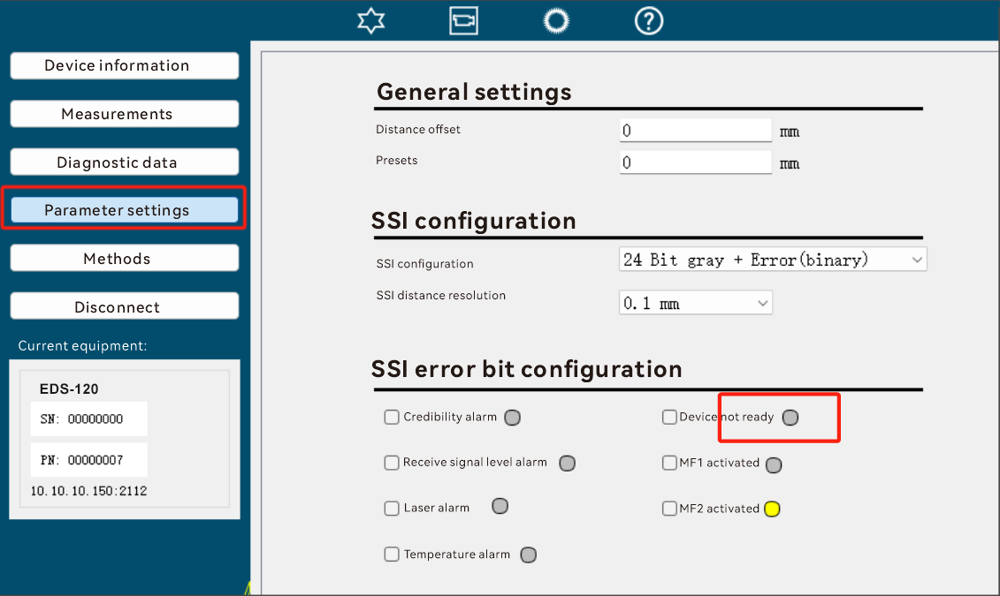 Device information
Measurements
Diagnostic data
Parameter settings
Methods
Disconnect
Current equipment:
EDS-120
SN: 00000000
PN: 00000007
10.10.10.150:2112
General settings
Distance offset 0 mm
Presets 0 mm
SSI configuration
SSI configuration 24 Bit gray + Error(binary)
SSI distance resolution 0.1 mm
SSI error bit configuration
Credibility alarm Device not ready
Receive signal level alarm MF1 activated
Laser alarm MF2 activated
Temperature alarm